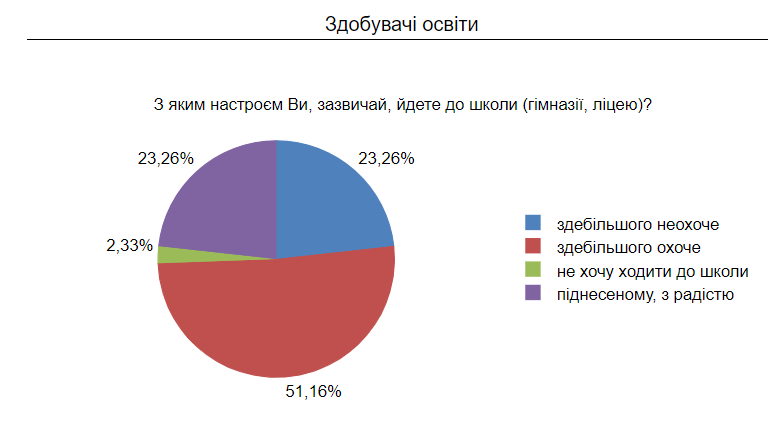 Здобувачі освіти
З яким настроєм Ви, зазвичай, йдете до школи (гімназії, ліцею)?
23,26%
23,26%
2,33%
51,16%
здебільшого неохоче
здебільшого охоче
не хочу ходити до школи
піднесеному, з радістю